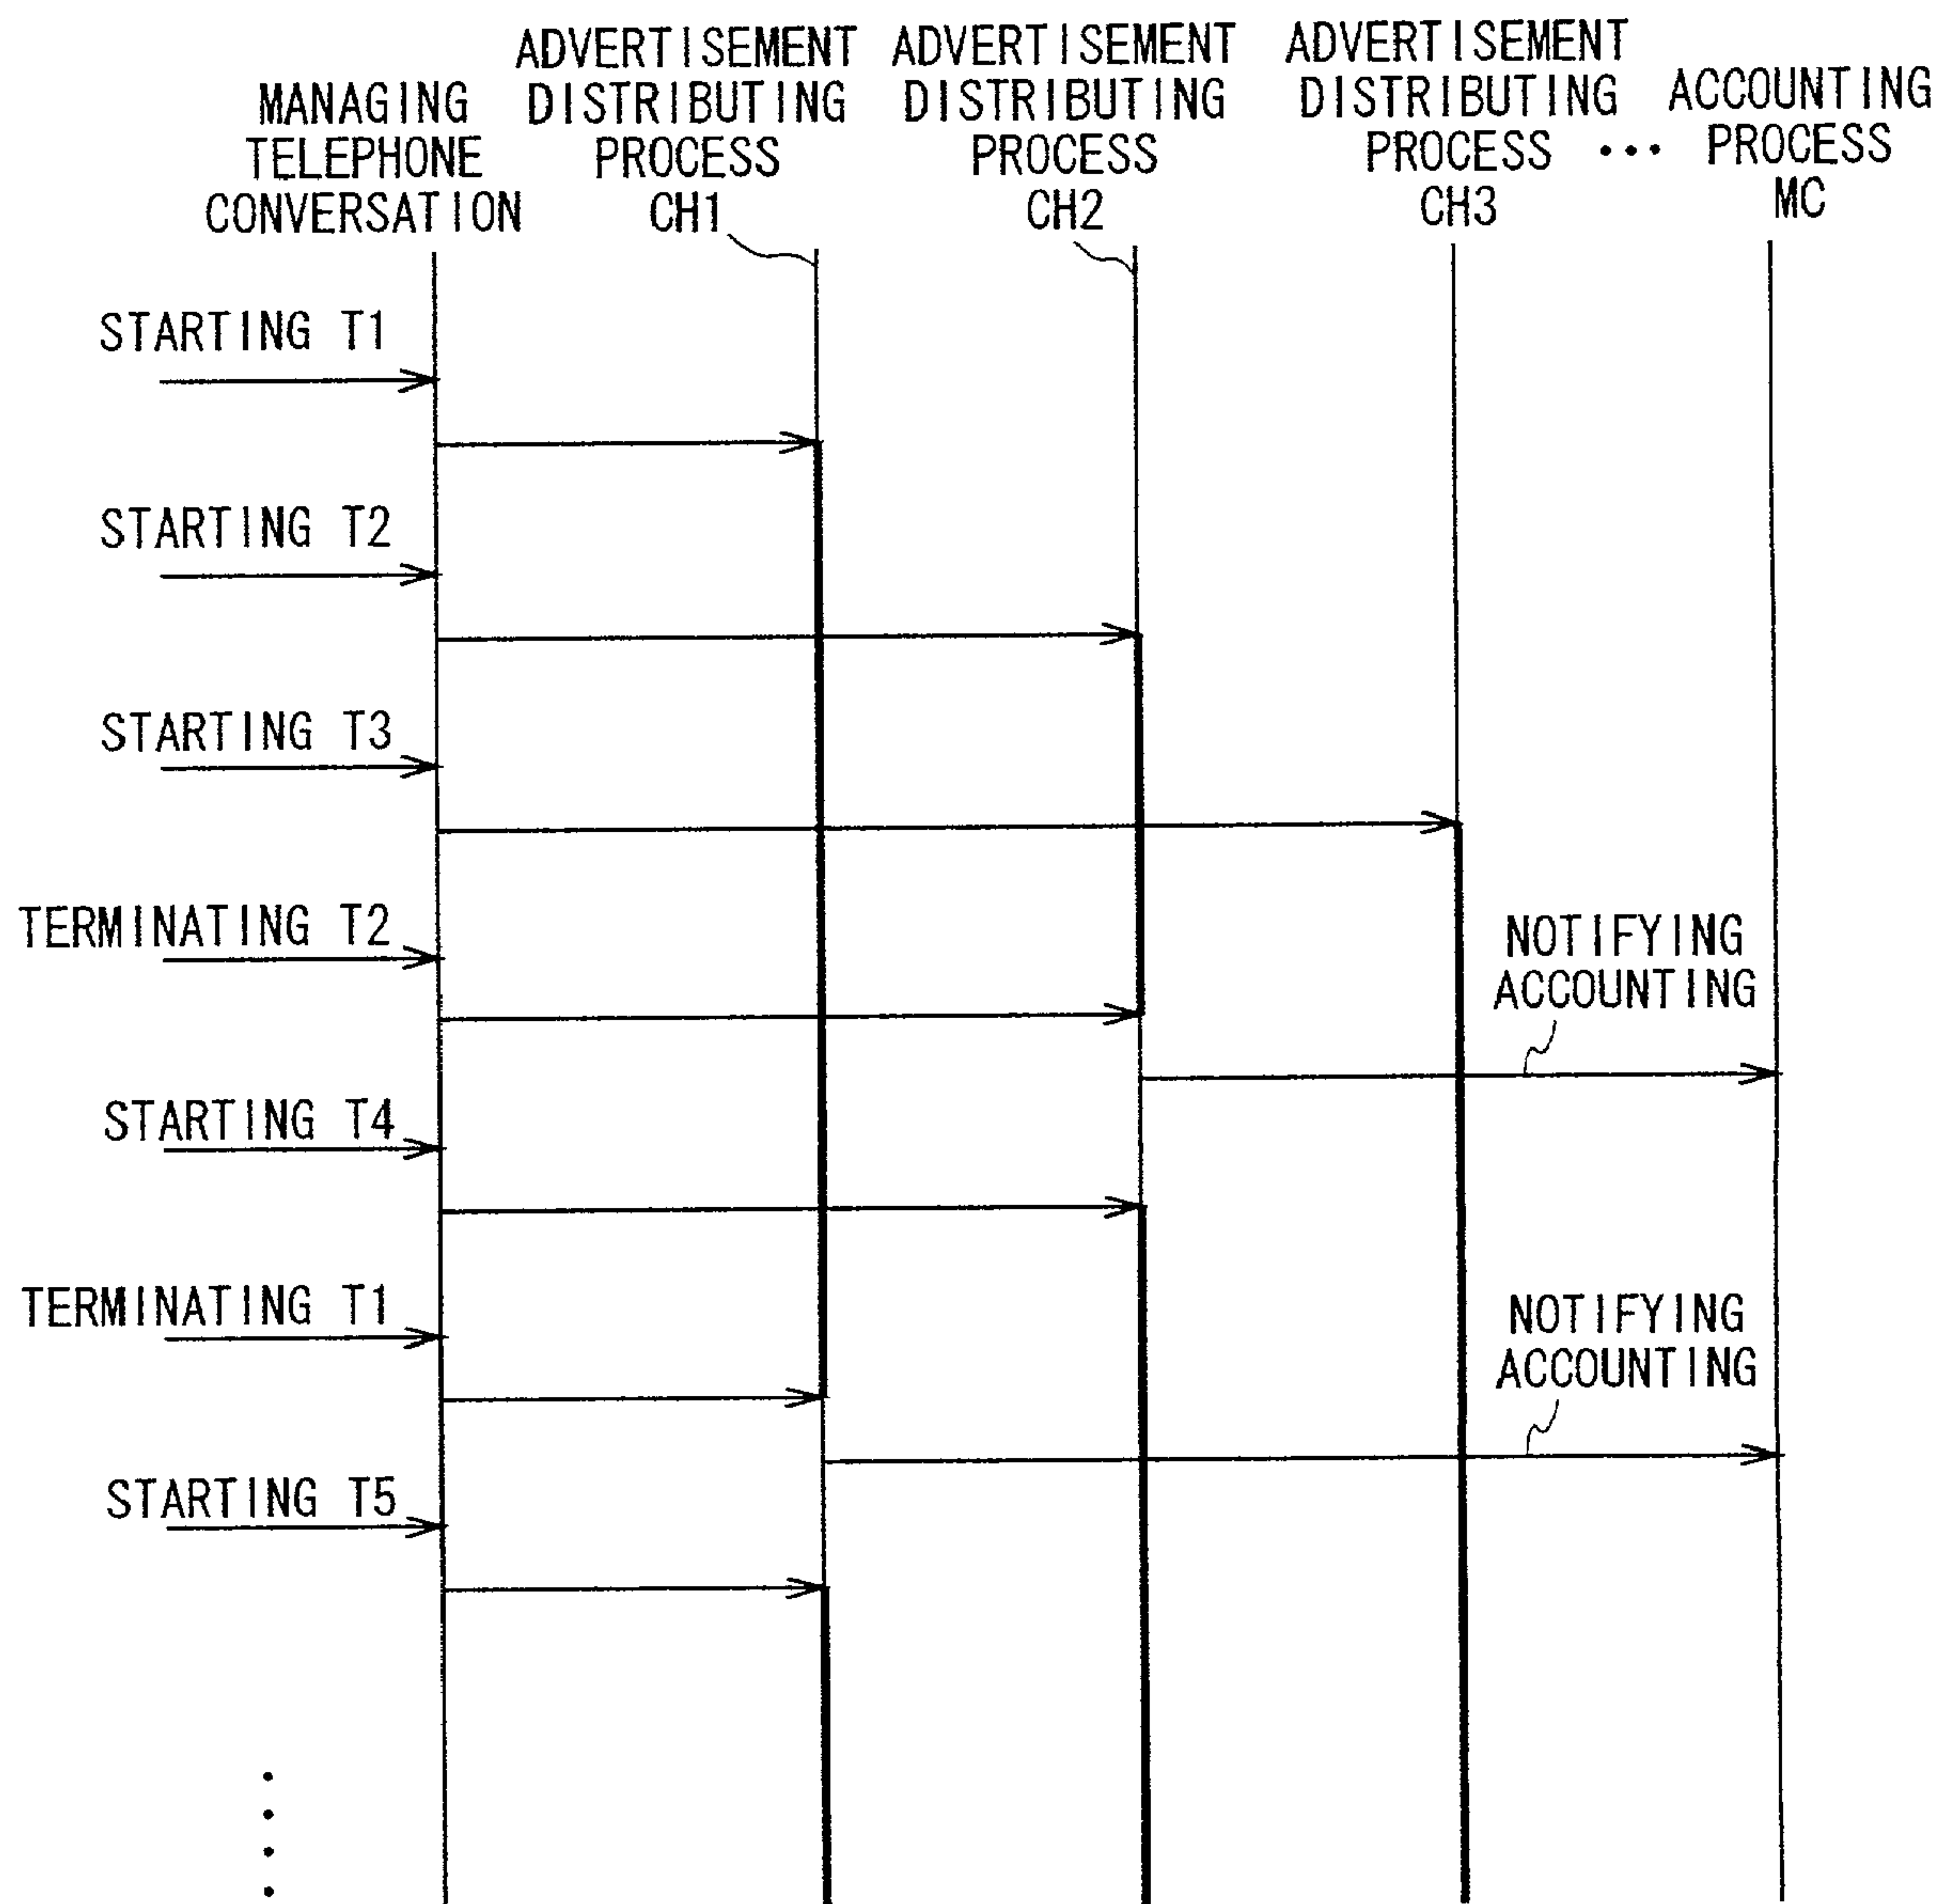 MANAGING
TELEPHONE
CONVERSATION
ADVERTISEMENT
DISTRIBUTING
PROCESS
CH1
ADVERTISEMENT
DISTRIBUTING
PROCESS
CH2
ADVERTISEMENT
DISTRIBUTING
PROCESS ...
CH3
ACCOUNTING
PROCESS
MC
STARTING T1
STARTING T2
STARTING T3
TERMINATING T2
NOTIFYING
ACCOUNTING
STARTING T4
TERMINATING T1
NOTIFYING
ACCOUNTING
STARTING T5